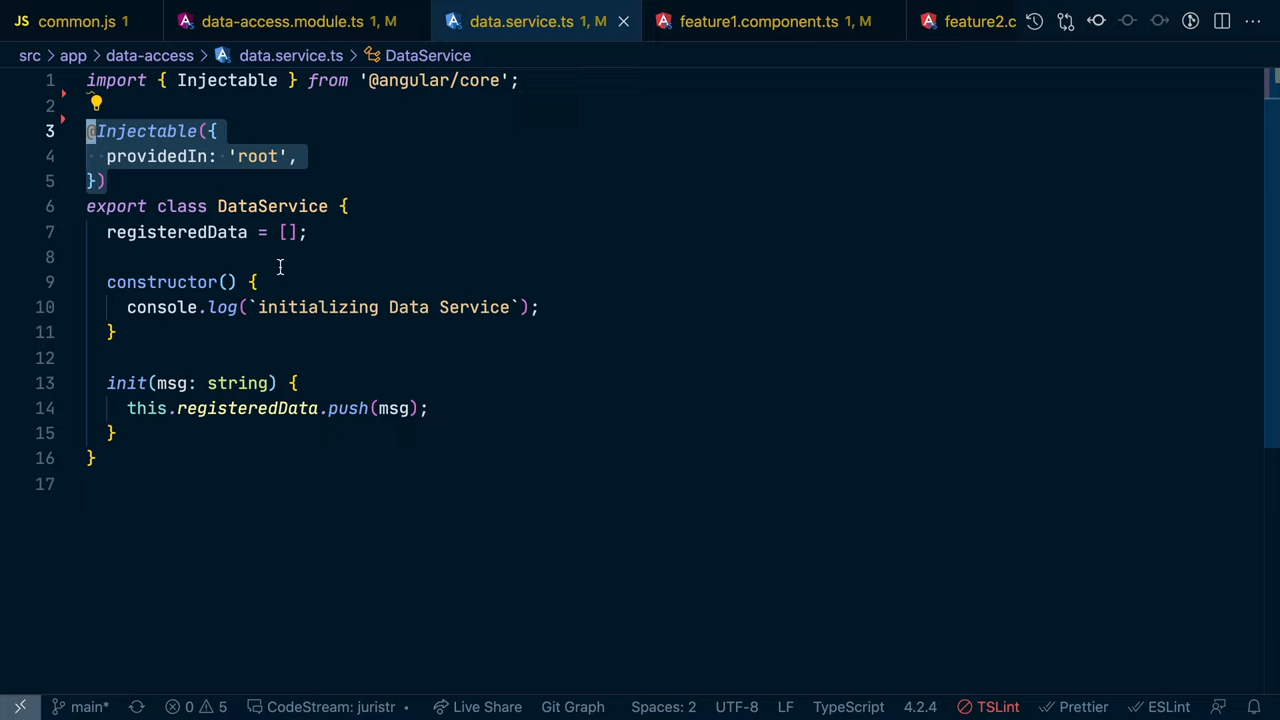 JS common.js 1 data-access.module.ts 1, M data.service.ts 1, M feature1.component.ts 1, M feature2.c
src > app > data-access > data.service.ts > DataService
1 import { Injectable } from '@angular/core';
2
3 @Injectable({
4 providedIn: 'root',
5 })
6 export class DataService {
7 registeredData = [];
8
9 constructor() {
10 console.log(`initializing Data Service`);
11 }
12
13 init(msg: string) {
14 this.registeredData.push(msg);
15 }
16 }
17
main* 0 5 CodeStream: juristr • Live Share Git Graph Spaces: 2 UTF-8 LF TypeScript 4.2.4 TSLint Prettier ESLint